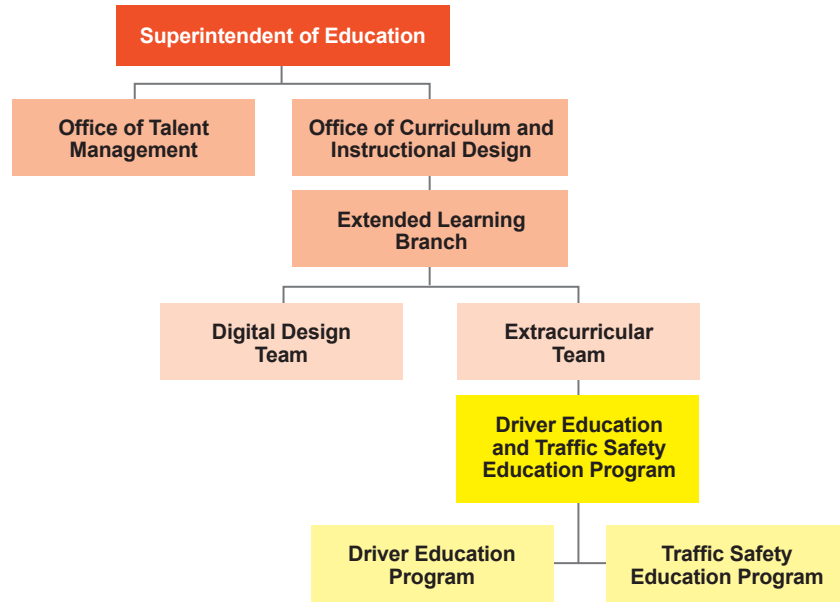 Superintendent of Education
Office of Talent
Management
Office of Curriculum and
Instructional Design
Extended Learning
Branch
Digital Design
Team
Extracurricular
Team
Driver Education
and Traffic Safety
Education Program
Driver Education
Program
Traffic Safety
Education Program